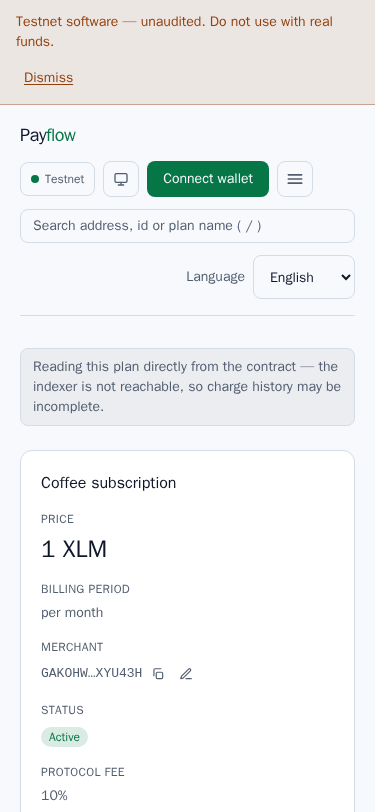 Testnet software — unaudited. Do not use with real
funds.
Dismiss
Payflow
Testnet
Connect wallet
Search address, id or plan name ( / )
Language
English
Reading this plan directly from the contract — the
indexer is not reachable, so charge history may be
incomplete.
Coffee subscription
PRICE
1 XLM
BILLING PERIOD
per month
MERCHANT
GAKOHW…XYU43H
STATUS
Active
PROTOCOL FEE
10%